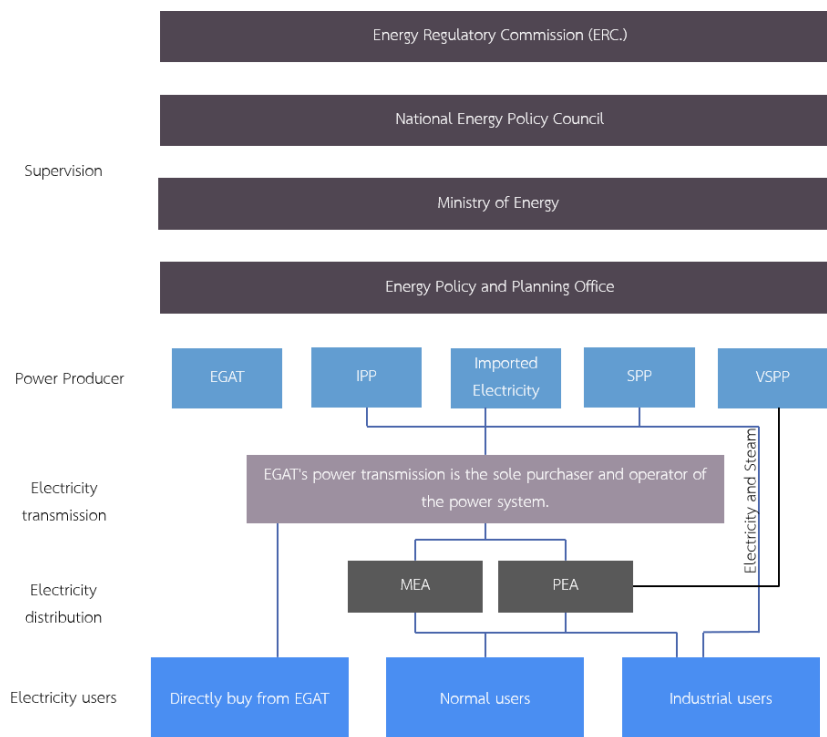 Energy Regulatory Commission (ERC.)
National Energy Policy Council
Supervision
Ministry of Energy
Energy Policy and Planning Office
Power Producer
EGAT
IPP
Imported
Electricity
SPP
VSPP
Electricity and Steam
Electricity
transmission
EGAT's power transmission is the sole purchaser and operator of
the power system.
Electricity
distribution
MEA
PEA
Electricity users
Directly buy from EGAT
Normal users
Industrial users